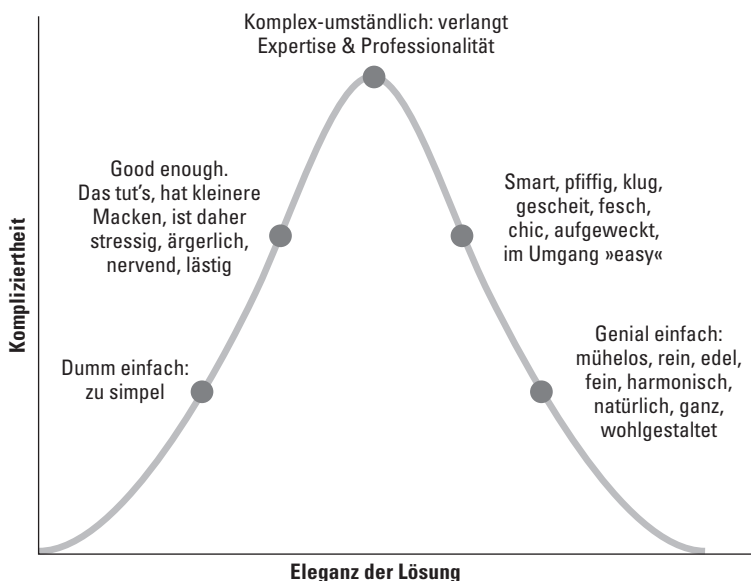 Komplex-umständlich: verlangt
Expertise & Professionalität
Good enough.
Das tut's, hat kleinere
Macken, ist daher
stressig, ärgerlich,
nervend, lästig
Smart, pfiffig, klug,
gescheit, fesch,
chic, aufgeweckt,
im Umgang »easy«
Dumm einfach:
zu simpel
Genial einfach:
mühelos, rein, edel,
fein, harmonisch,
natürlich, ganz,
wohlgestaltet
Kompliziertheit
Eleganz der Lösung